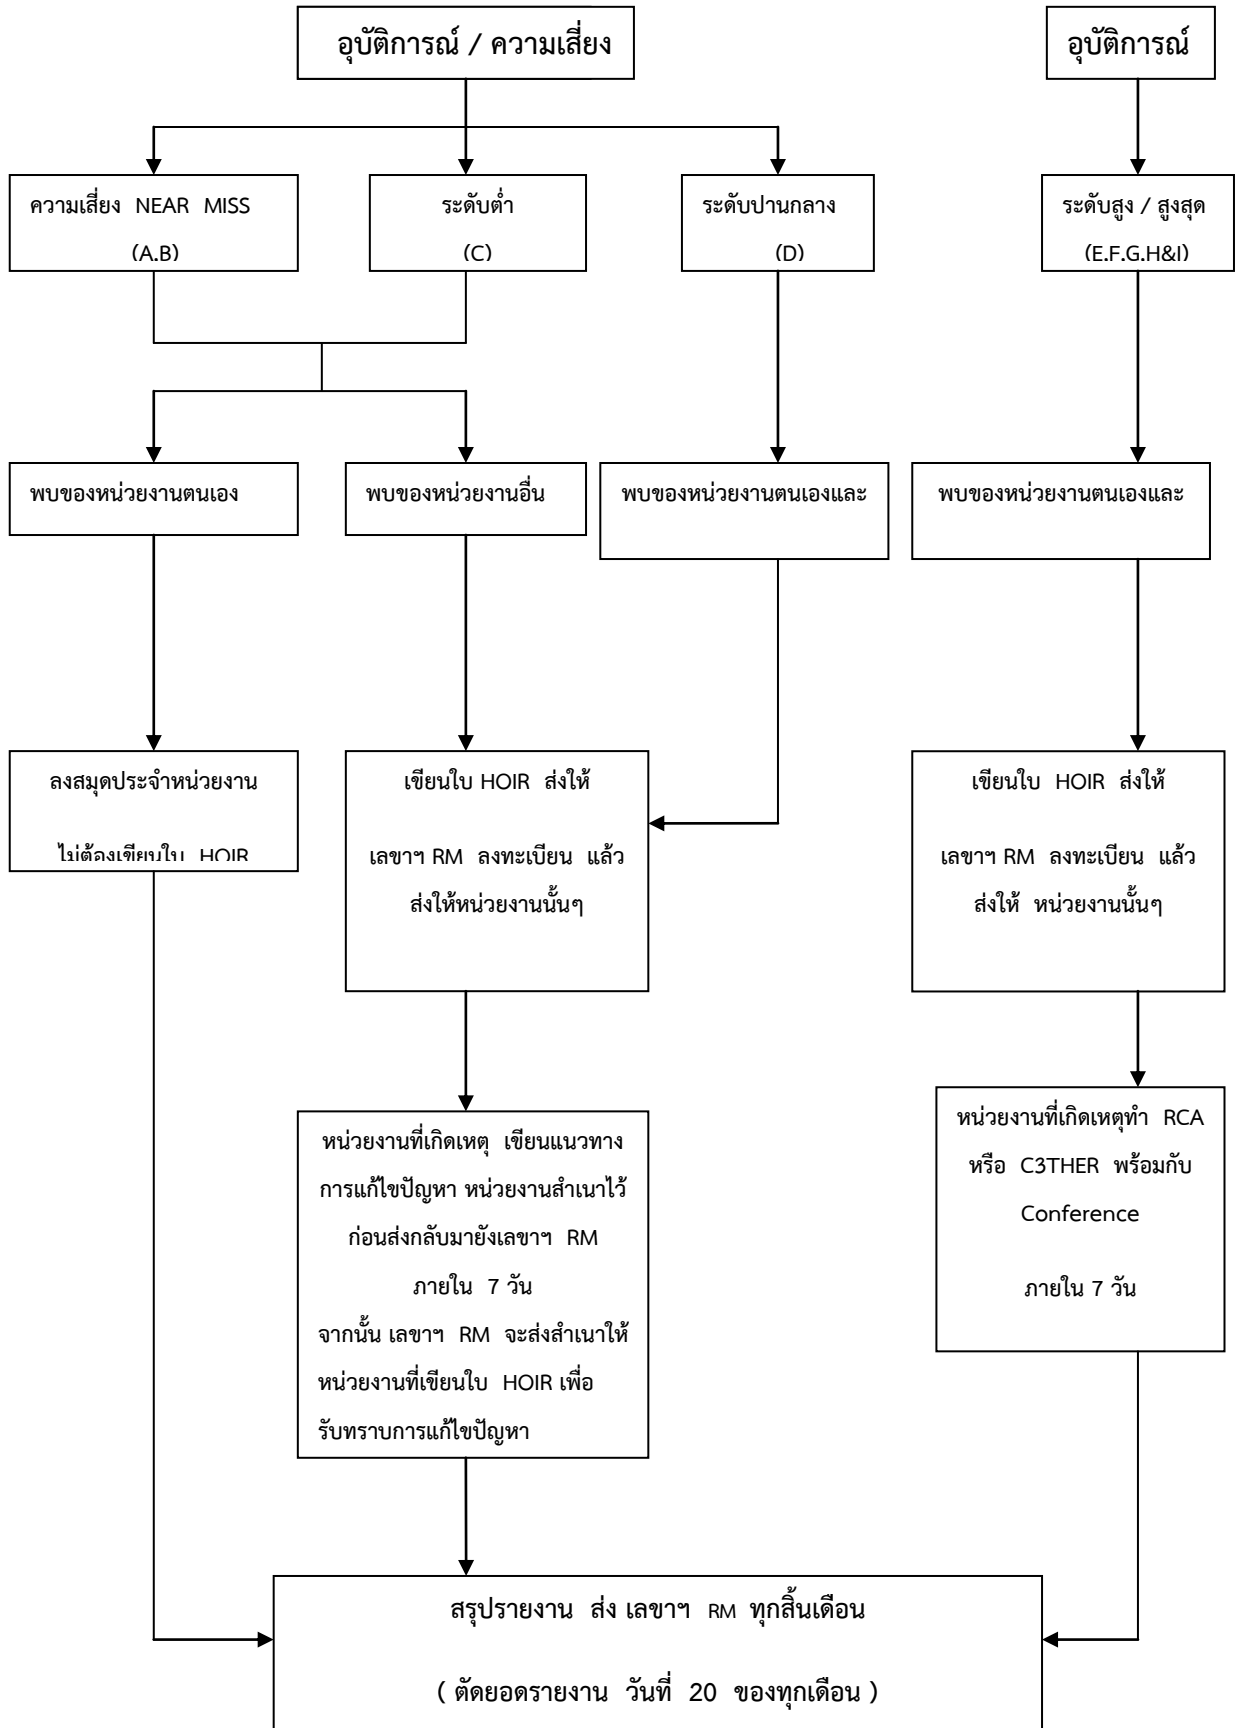 อุบัติการณ์ / ความเสี่ยง
อุบัติการณ์
ความเสี่ยง NEAR MISS
(A.B)
ระดับต่ำ
(C)
ระดับปานกลาง
(D)
ระดับสูง / สูงสุด
(E.F.G.H&I)
พบของหน่วยงานตนเอง
พบของหน่วยงานอื่น
พบของหน่วยงานตนเองและ
พบของหน่วยงานตนเองและ
ลงสมุดประจำหน่วยงาน
ไม่ต้องเขียนใบ HOIR
เขียนใบ HOIR ส่งให้
เลขาฯ RM ลงทะเบียน แล้ว
ส่งให้หน่วยงานนั้นๆ
เขียนใบ HOIR ส่งให้
เลขาฯ RM ลงทะเบียน แล้ว
ส่งให้ หน่วยงานนั้นๆ
หน่วยงานที่เกิดเหตุ เขียนแนวทาง
การแก้ไขปัญหา หน่วยงานสำเนาไว้
ก่อนส่งกลับมายังเลขาฯ RM
ภายใน 7 วัน
จากนั้น เลขาฯ RM จะส่งสำเนาให้
หน่วยงานที่เขียนใบ HOIR เพื่อ
รับทราบการแก้ไขปัญหา
หน่วยงานที่เกิดเหตุทำ RCA
หรือ C3THER พร้อมกับ
Conference
ภายใน 7 วัน
สรุปรายงาน ส่ง เลขาฯ RM ทุกสิ้นเดือน
( ตัดยอดรายงาน วันที่ 20 ของทุกเดือน )